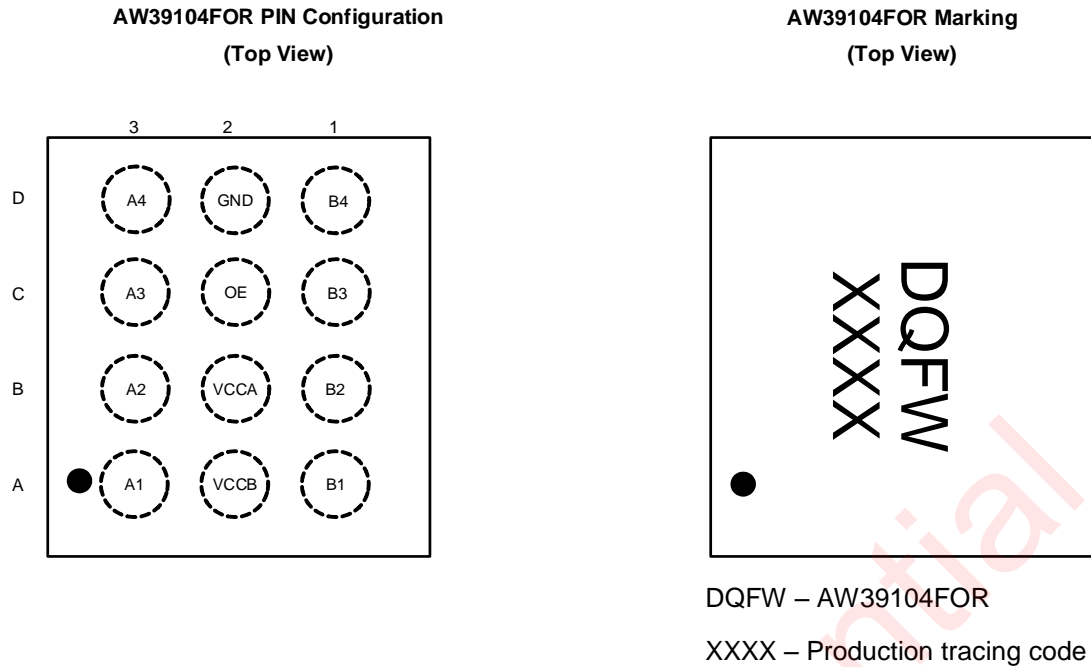 AW39104FOR PIN Configuration
(Top View)
3 2 1
D A4 GND B4
C A3 OE B3
B A2 VCCA B2
A A1 VCCB B1
AW39104FOR Marking
(Top View)
DQFW
XXXX
DQFW – AW39104FOR
XXXX – Production tracing code
ntial